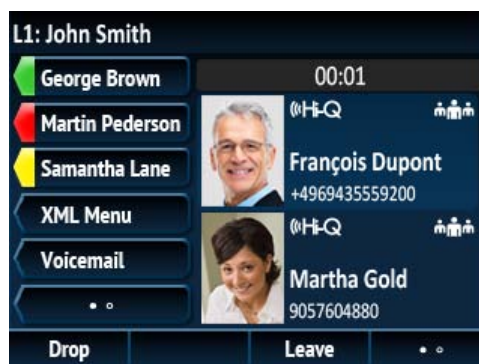 L1: John Smith
George Brown
Martin Pederson
Samantha Lane
XML Menu
Voicemail
00:01
Hi-Q
François Dupont
+4969435559200
Hi-Q
Martha Gold
9057604880
Drop
Leave